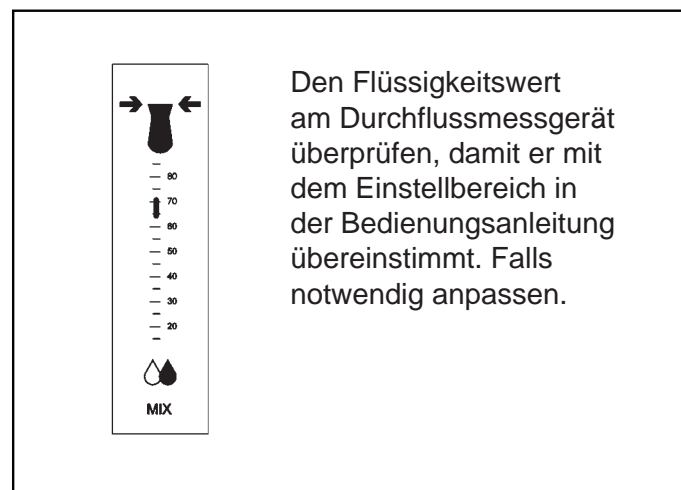 Den Flüssigkeitswert
am Durchflussmessgerät
überprüfen, damit er mit
dem Einstellbereich in
der Bedienungsanleitung
übereinstimmt. Falls
notwendig anpassen.
80
70
60
50
40
30
20
MIX